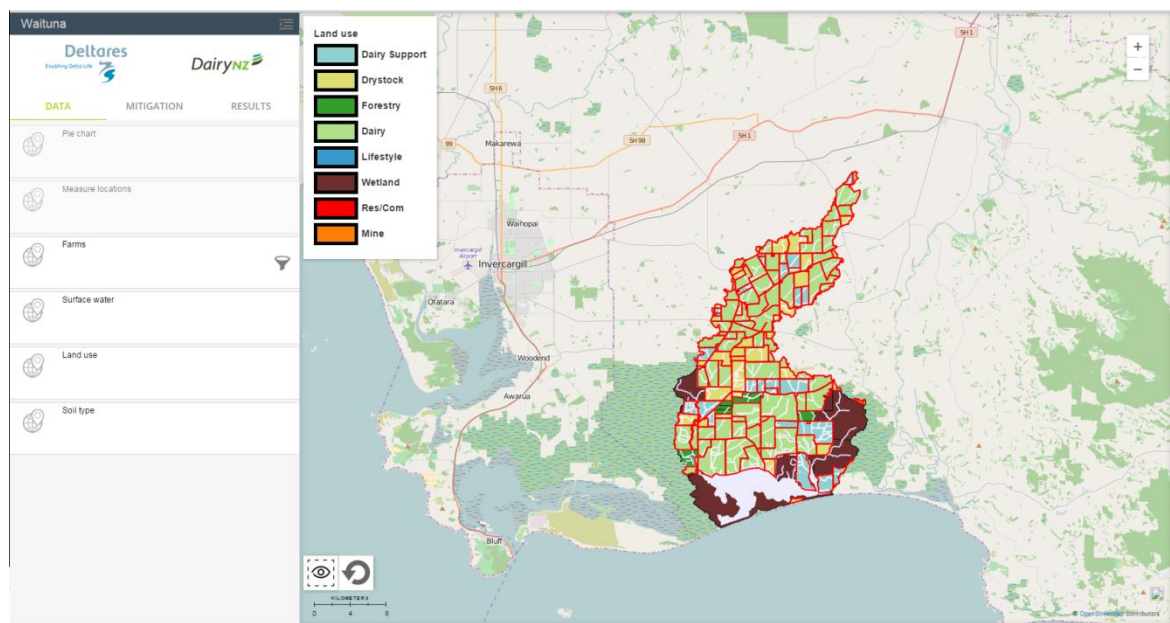 Waituna
Deltares
Enabling Delta Life
DairyNZ
DATA MITIGATION RESULTS
Pie chart
Measure locations
Farms
Surface water
Land use
Soil type
Land use
Dairy Support
Drystock
Forestry
Dairy
Lifestyle
Wetland
Res/Com
Mine
SH 1
SH 6
SH 1
SH 98
99
Makarewa
Waihopai
Invercargill
Airport
Invercargill
Otatara
Woodend
Awarua
Bluff
+
−
KILOMETERS
0 4 8
© OpenStreetMap contributors